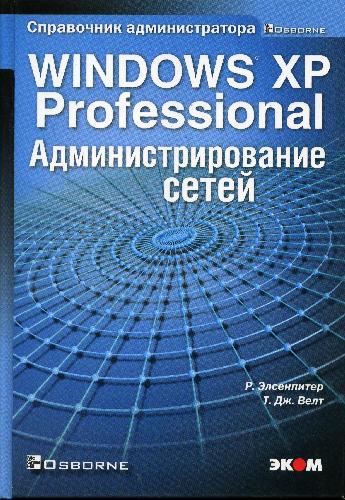 Справочник администратора OSBORNE
WINDOWS XP
Professional
Администрирование
сетей
Р. Элсенпитер
Т. Дж. Велт
OSBORNE
ЭКОМ